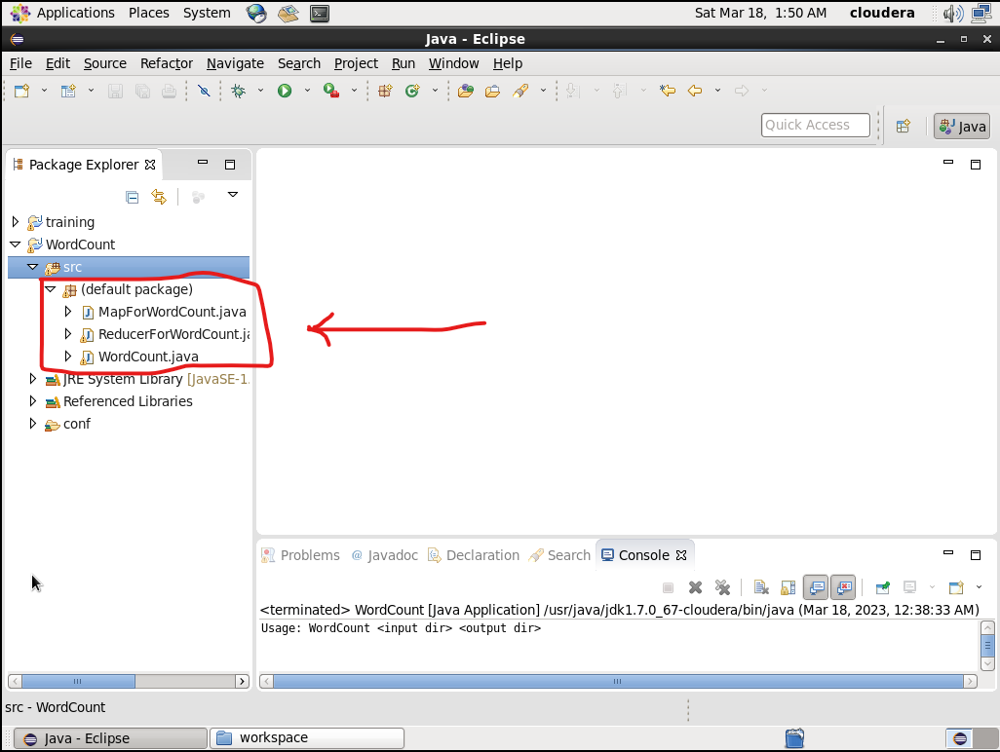 Applications Places System Sat Mar 18, 1:50 AM cloudera
Java - Eclipse
File Edit Source Refactor Navigate Search Project Run Window Help
Quick Access Java
Package Explorer
training
WordCount
src
(default package)
MapForWordCount.java
ReducerForWordCount.ja
WordCount.java
JRE System Library [JavaSE-1.
Referenced Libraries
conf
Problems @ Javadoc Declaration Search Console
<terminated> WordCount [Java Application] /usr/java/jdk1.7.0_67-cloudera/bin/java (Mar 18, 2023, 12:38:33 AM)
Usage: WordCount <input dir> <output dir>
src - WordCount
Java - Eclipse workspace